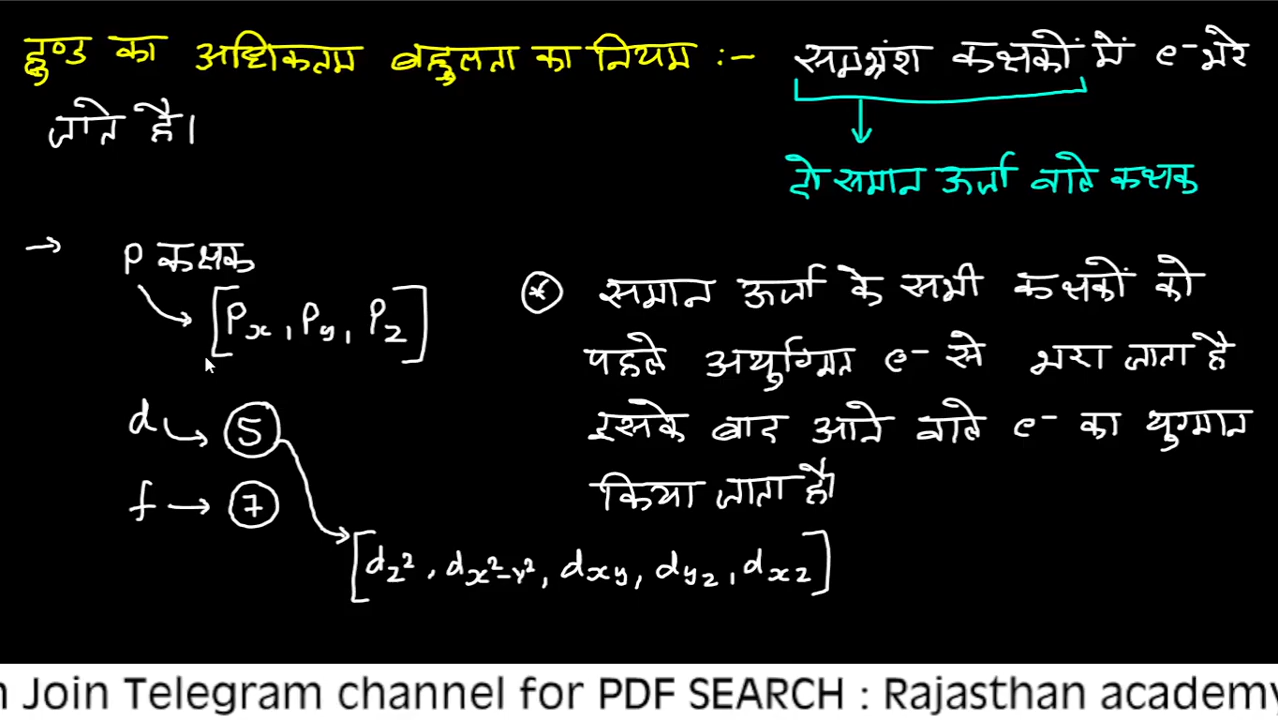 हुण्ड का अधिकतम बहुलता का नियम :- समभ्रंश कक्षकों में e⁻ भरे
जाते है।
समान ऊर्जा वाले कक्षक
→ P कक्षक
[Px, Py, Pz]
d → 5
f → 7
[dz², dx²-y², dxy, dyz, dxz]
* समान ऊर्जा के सभी कक्षकों को
पहले अयुग्मित e⁻ से भरा जाता है
इसके बाद आने वाले e⁻ का युग्मान
किया जाता है।
n Join Telegram channel for PDF SEARCH : Rajasthan academy